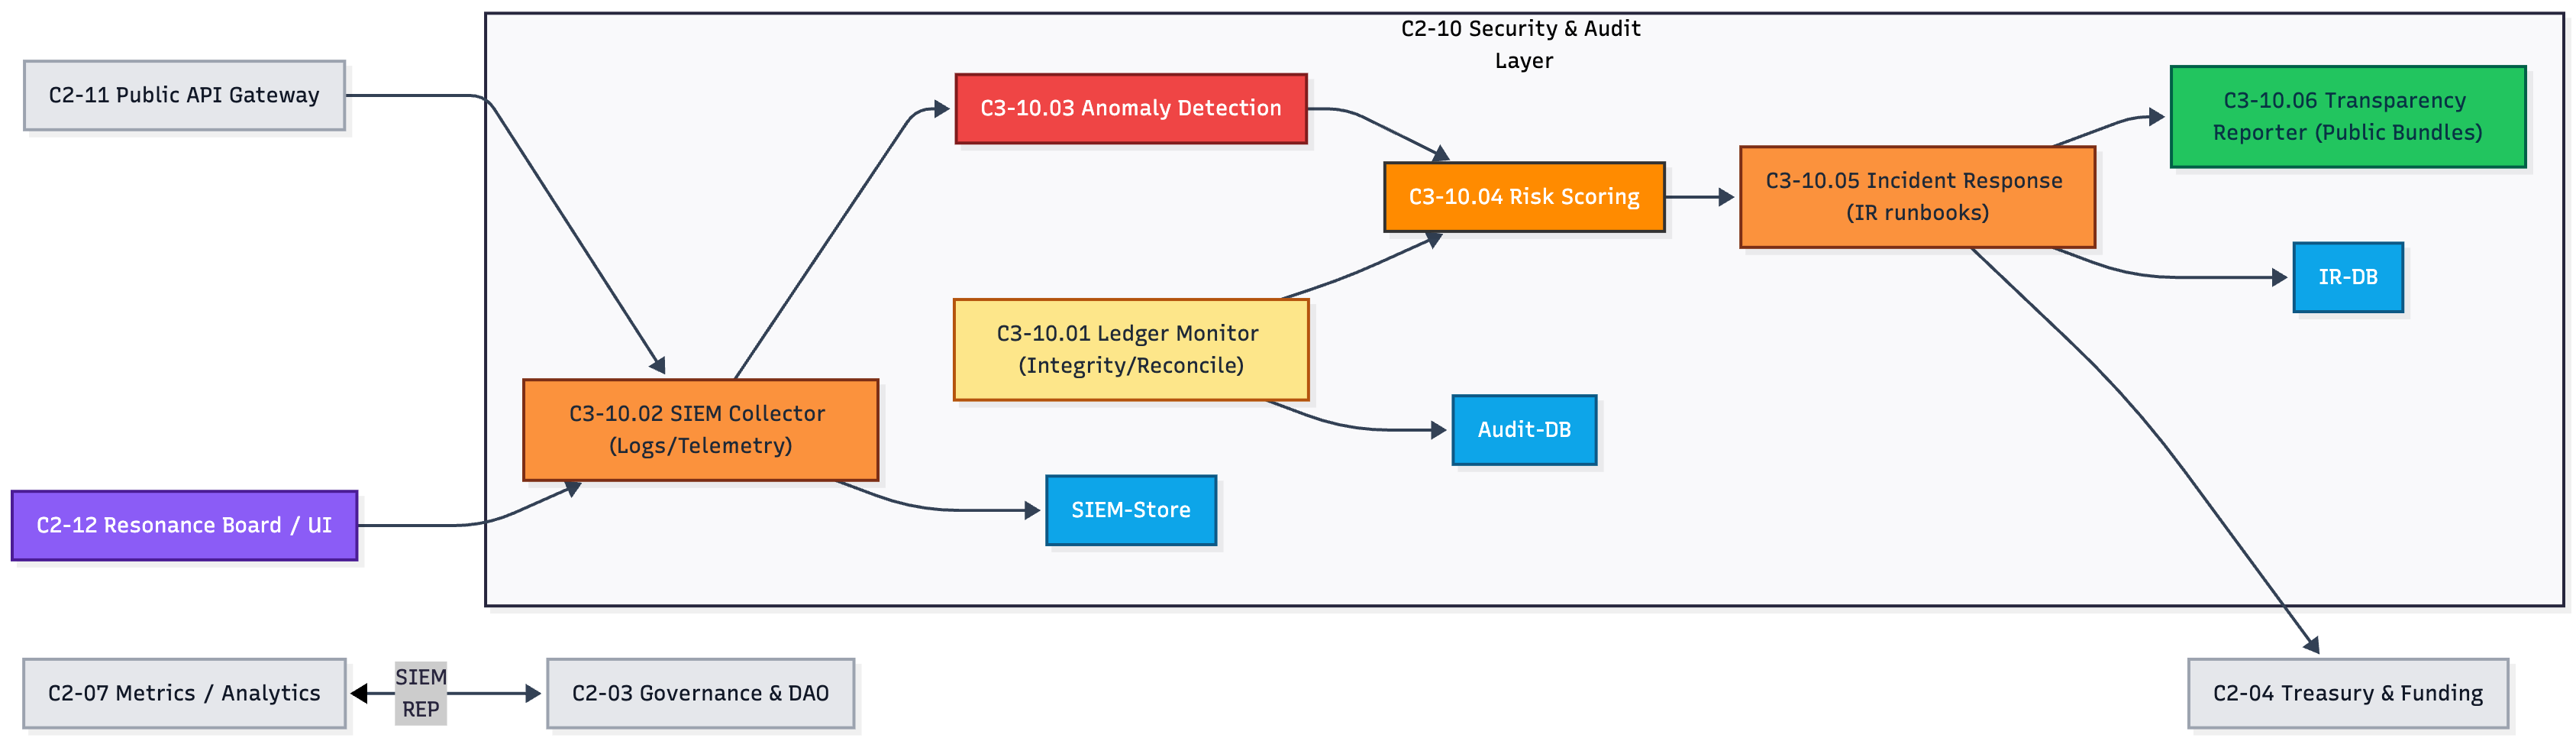 C2-10 Security & Audit
Layer
C2-11 Public API Gateway
C3-10.03 Anomaly Detection
C3-10.06 Transparency
Reporter (Public Bundles)
C3-10.04 Risk Scoring
C3-10.05 Incident Response
(IR runbooks)
IR-DB
C3-10.01 Ledger Monitor
(Integrity/Reconcile)
C3-10.02 SIEM Collector
(Logs/Telemetry)
Audit-DB
SIEM-Store
C2-12 Resonance Board / UI
C2-07 Metrics / Analytics
SIEM
REP
C2-03 Governance & DAO
C2-04 Treasury & Funding